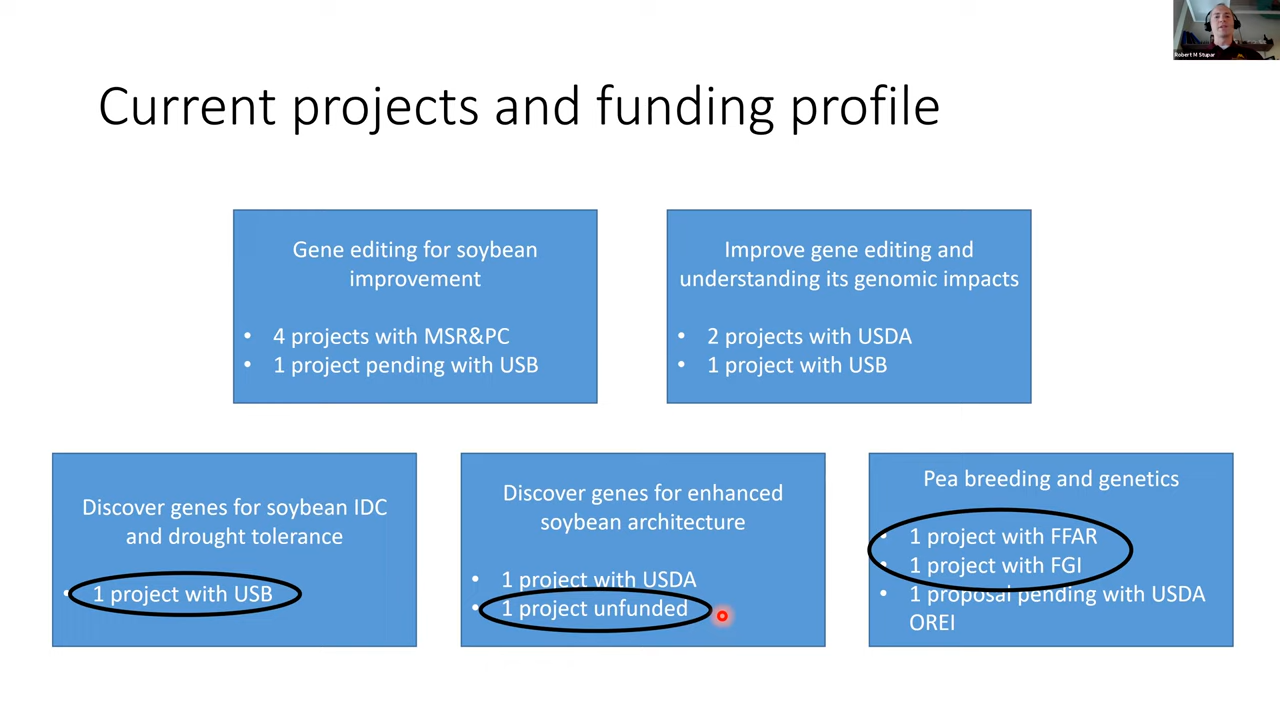 Robert M Stupar
Current projects and funding profile
Gene editing for soybean
improvement
• 4 projects with MSR&PC
• 1 project pending with USB
Improve gene editing and
understanding its genomic impacts
• 2 projects with USDA
• 1 project with USB
Discover genes for soybean IDC
and drought tolerance
• 1 project with USB
Discover genes for enhanced
soybean architecture
• 1 project with USDA
• 1 project unfunded
Pea breeding and genetics
• 1 project with FFAR
• 1 project with FGI
• 1 proposal pending with USDA
OREI